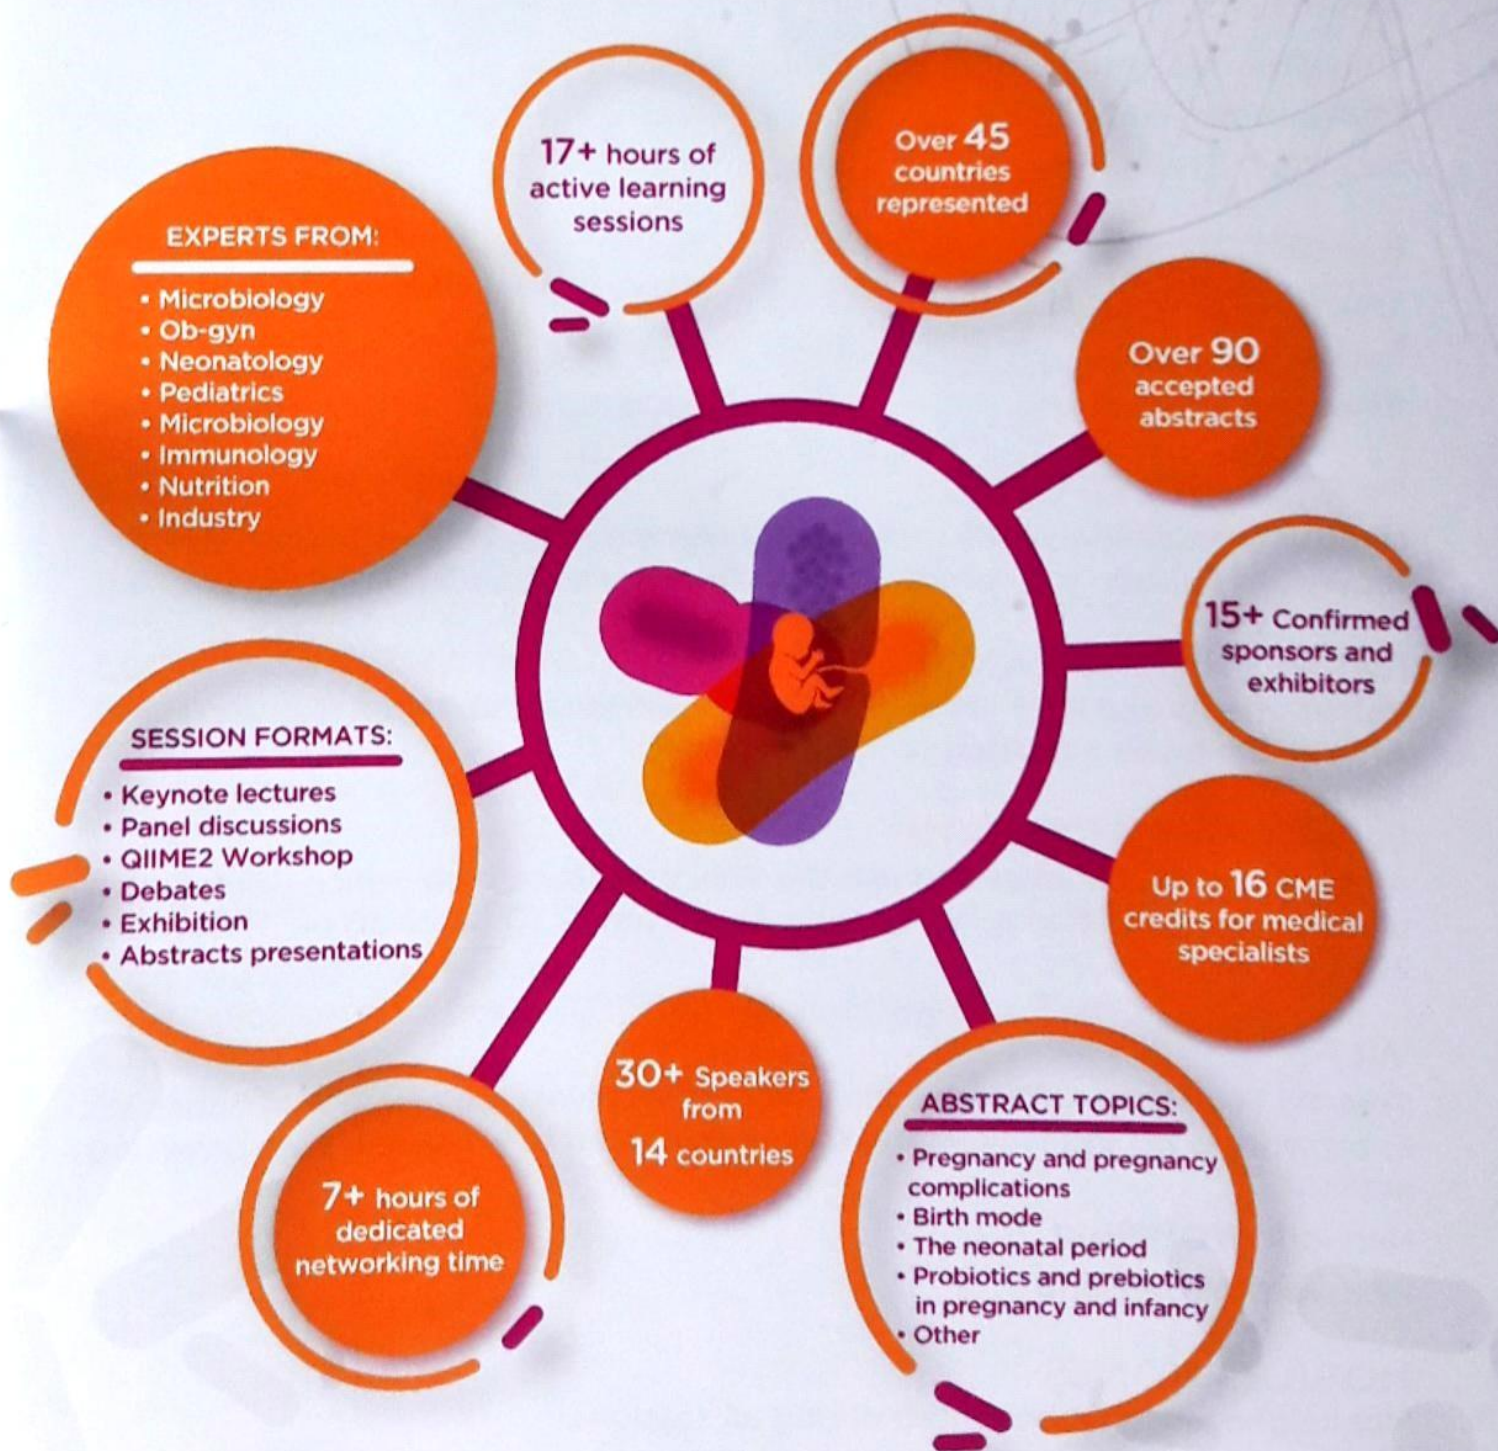 17+ hours of
active learning
sessions
Over 45
countries
represented
EXPERTS FROM:
• Microbiology
• Ob-gyn
• Neonatology
• Pediatrics
• Microbiology
• Immunology
• Nutrition
• Industry
Over 90
accepted
abstracts
15+ Confirmed
sponsors and
exhibitors
SESSION FORMATS:
• Keynote lectures
• Panel discussions
• QIIME2 Workshop
• Debates
• Exhibition
• Abstracts presentations
Up to 16 CME
credits for medical
specialists
30+ Speakers
from
14 countries
ABSTRACT TOPICS:
• Pregnancy and pregnancy
complications
• Birth mode
• The neonatal period
• Probiotics and prebiotics
in pregnancy and infancy
• Other
7+ hours of
dedicated
networking time